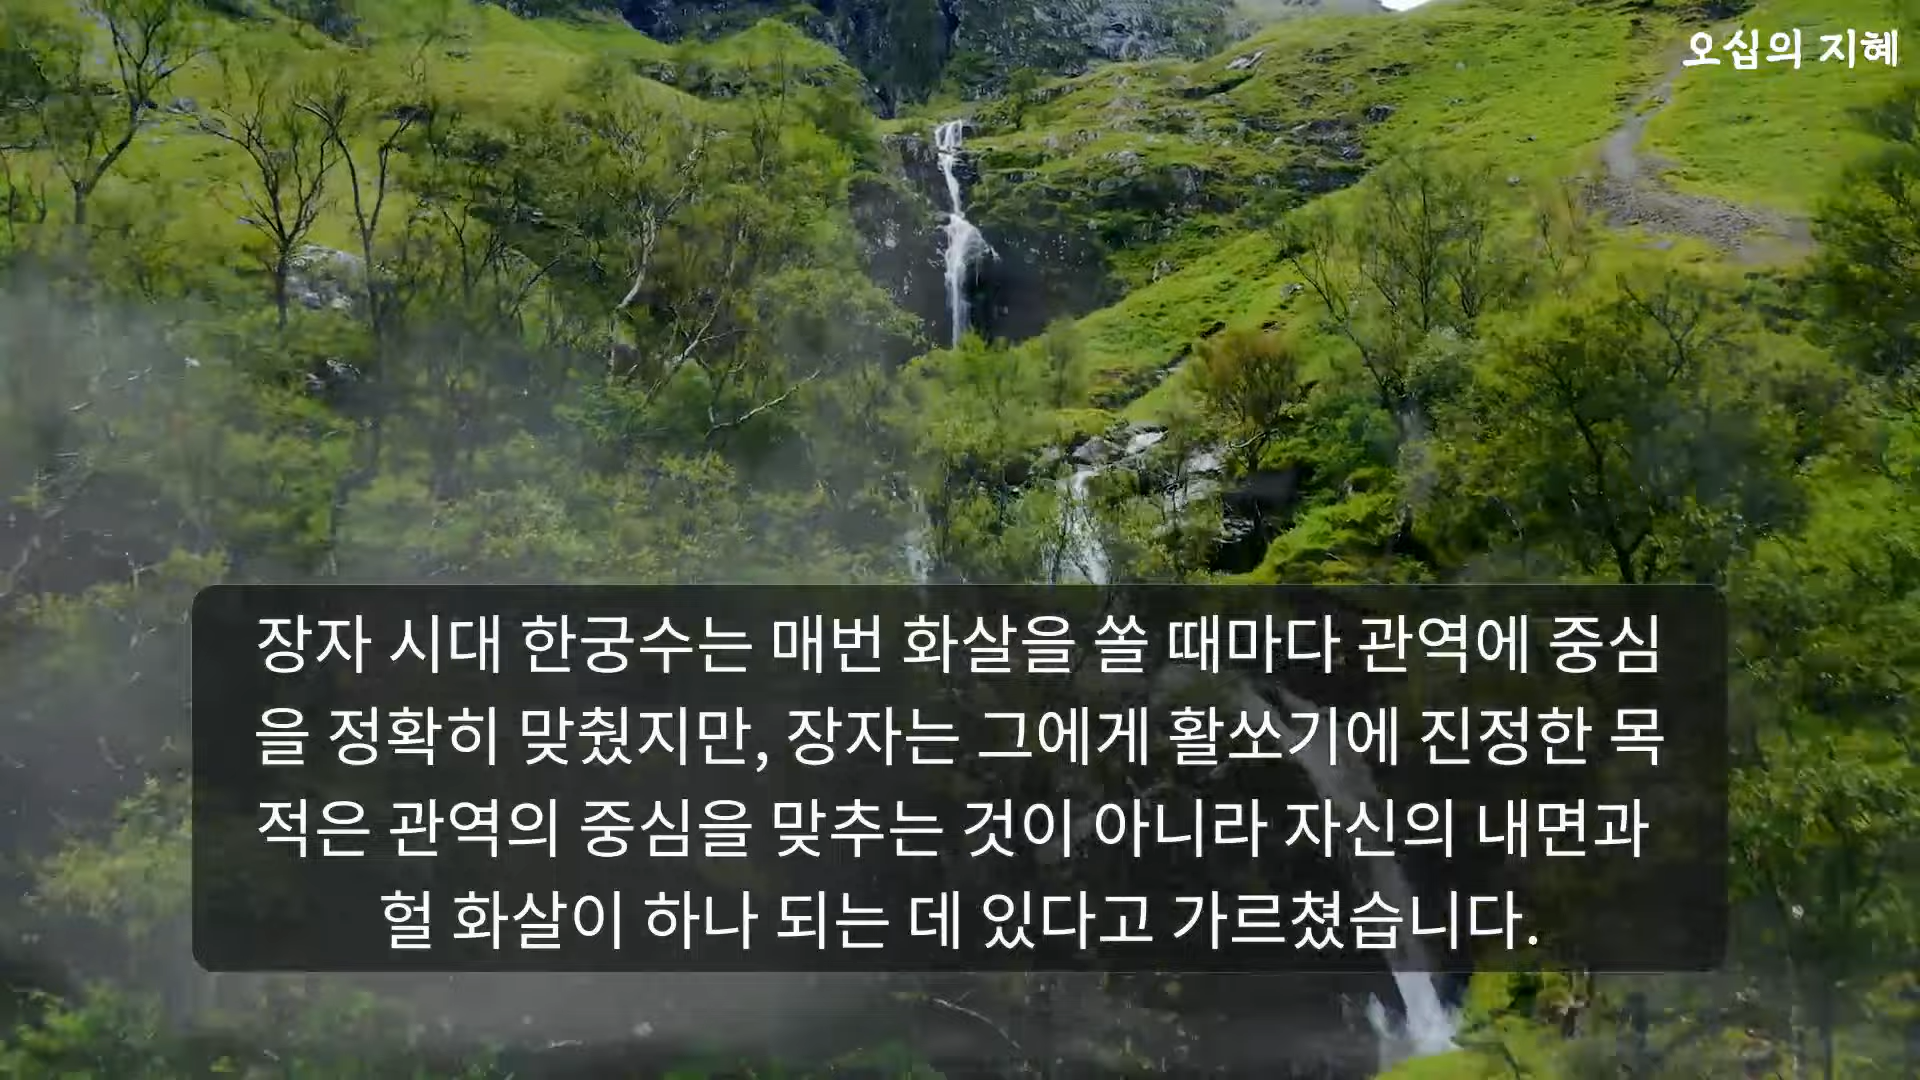 오십의 지혜
장자 시대 한궁수는 매번 화살을 쏠 때마다 관역에 중심
을 정확히 맞췄지만, 장자는 그에게 활쏘기에 진정한 목
적은 관역의 중심을 맞추는 것이 아니라 자신의 내면과
헐 화살이 하나 되는 데 있다고 가르쳤습니다.